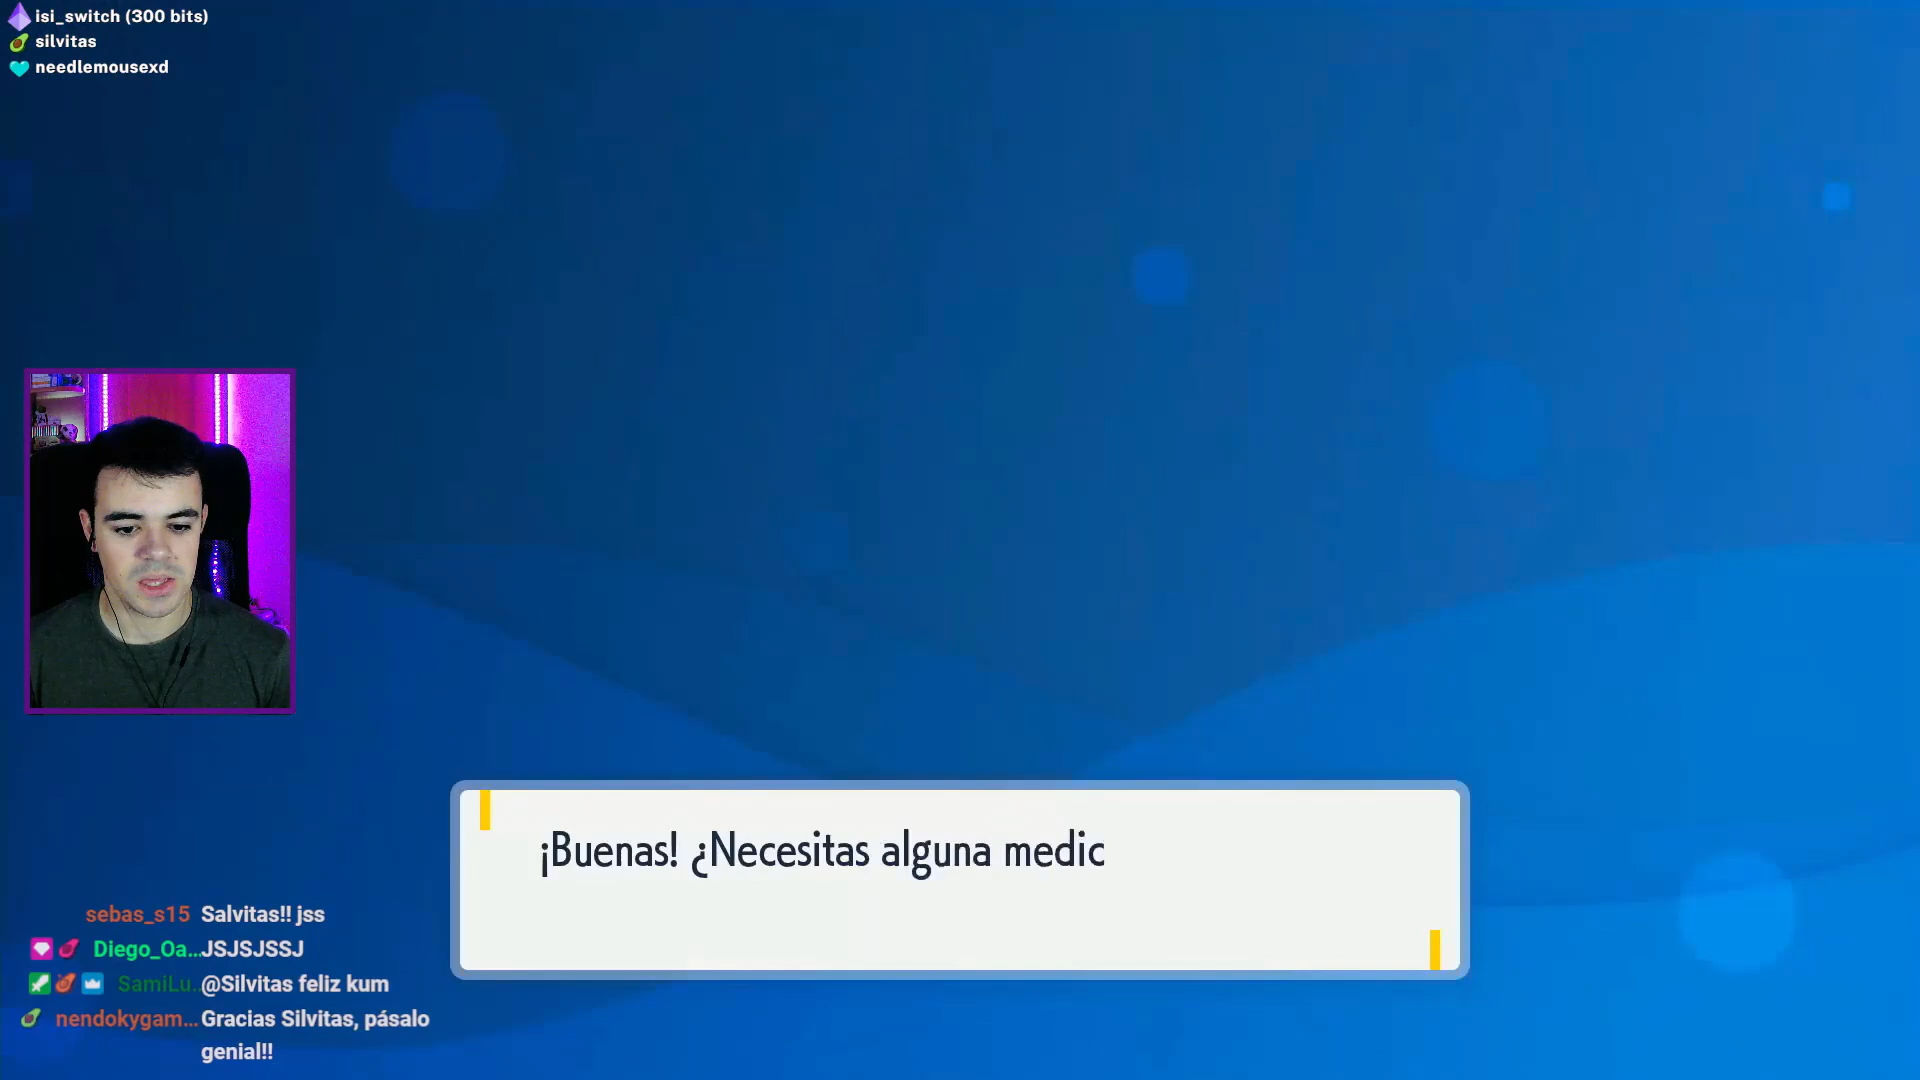 isi_switch (300 bits)
silvitas
needlemousexd
¡Buenas! ¿Necesitas alguna medic
sebas_s15 Salvitas!! jss
Diego_Oa...JSJSJSSJ
SamiLu...@Silvitas feliz kum
nendokygam...Gracias Silvitas, pásalo
genial!!